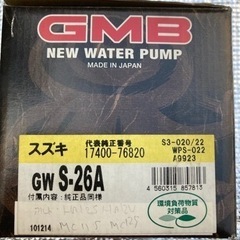 GMB
NEW WATER PUMP
MADE IN JAPAN
スズキ
代表純正番号
17400-76820
S3-020/22
WPS-022
A9923
GW S-26A
付属内容:純正品同様
4 560315 857813
環境負荷物質
対策品
101214